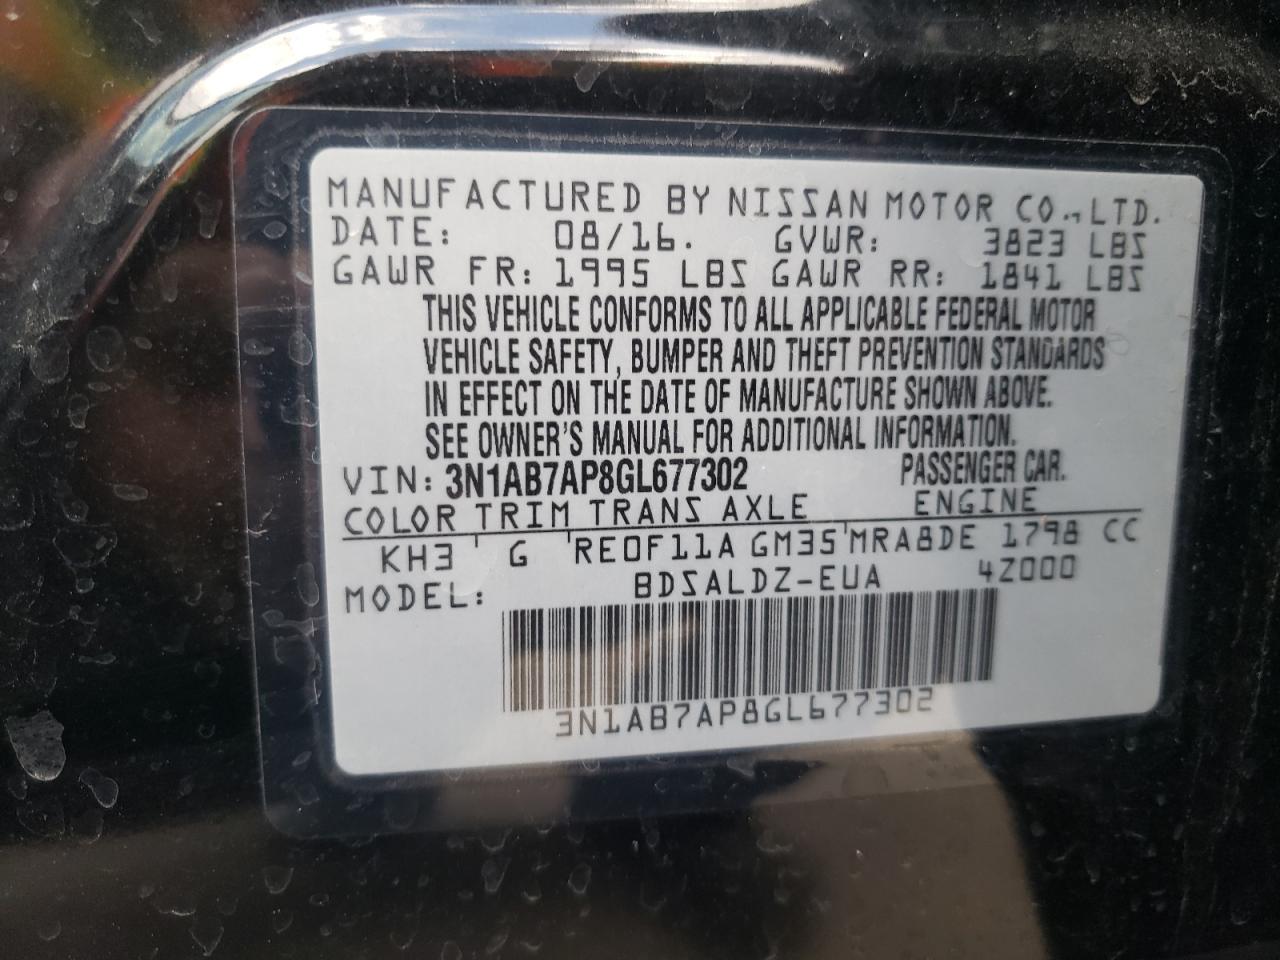 MANUFACTURED BY NISSAN MOTOR CO., LTD.
DATE: 08/16. GVWR: 3823 LBS
GAWR FR: 1995 LBS GAWR RR: 1841 LBS
THIS VEHICLE CONFORMS TO ALL APPLICABLE FEDERAL MOTOR
VEHICLE SAFETY, BUMPER AND THEFT PREVENTION STANDARDS
IN EFFECT ON THE DATE OF MANUFACTURE SHOWN ABOVE.
SEE OWNER'S MANUAL FOR ADDITIONAL INFORMATION.
VIN: 3N1AB7AP8GL677302 PASSENGER CAR.
COLOR TRIM TRANS AXLE ENGINE
KH3 G RE0F11A GM35 MRA8DE 1798 CC
MODEL: BDSALDZ-EUA 4Z000
3N1AB7AP8GL677302